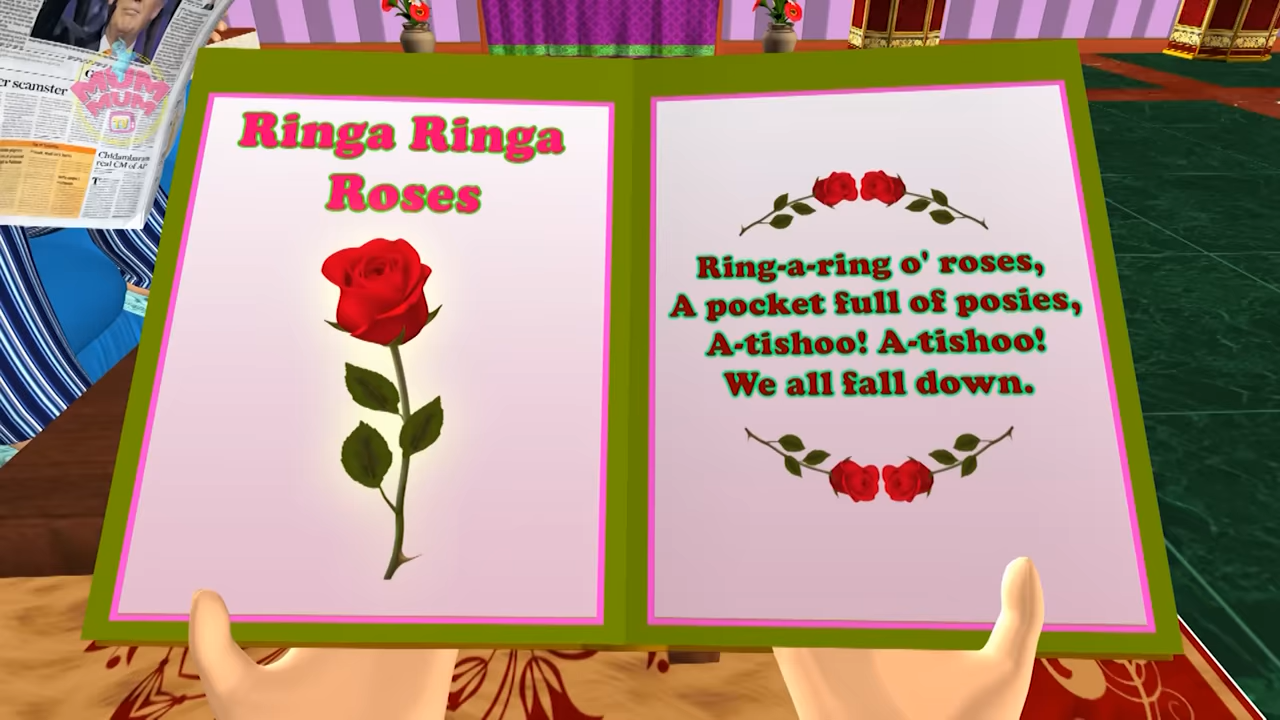 er scamster
MUM
MUM
TV
Chidambaram
real CM of AP
Ringa Ringa
Roses
Ring-a-ring o' roses,
A pocket full of posies,
A-tishoo! A-tishoo!
We all fall down.